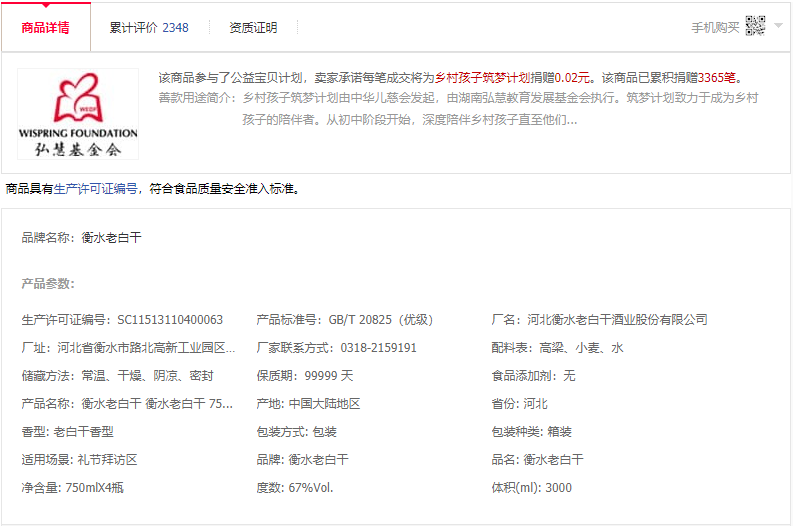 商品详情 累计评价 2348 资质证明 手机购买
WEDF
WISPRING FOUNDATION
弘慧基金会
该商品参与了公益宝贝计划，卖家承诺每笔成交将为乡村孩子筑梦计划捐赠0.02元。该商品已累积捐赠3365笔。
善款用途简介：乡村孩子筑梦计划由中华儿慈会发起，由湖南弘慧教育发展基金会执行。筑梦计划致力于成为乡村
孩子的陪伴者。从初中阶段开始，深度陪伴乡村孩子直至他们...
商品具有生产许可证编号，符合食品质量安全准入标准。
品牌名称：衡水老白干
产品参数：
生产许可证编号：SC11513110400063 产品标准号：GB/T 20825（优级） 厂名：河北衡水老白干酒业股份有限公司
厂址：河北省衡水市路北高新工业园区... 厂家联系方式：0318-2159191 配料表：高梁、小麦、水
储藏方法：常温、干燥、阴凉、密封 保质期：99999 天 食品添加剂：无
产品名称：衡水老白干 衡水老白干 75... 产地: 中国大陆地区 省份: 河北
香型: 老白干香型 包装方式: 包装 包装种类: 箱装
适用场景: 礼节拜访区 品牌: 衡水老白干 品名: 衡水老白干
净含量: 750mlX4瓶 度数: 67%Vol. 体积(ml): 3000